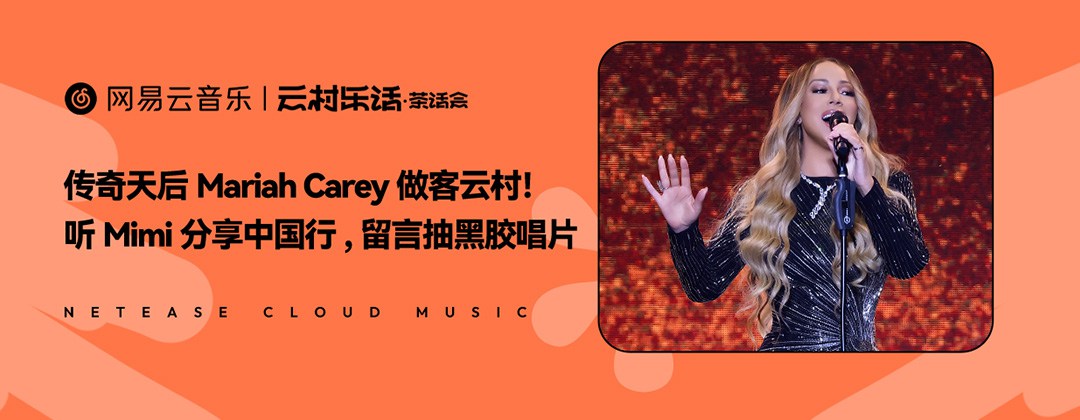 网易云音乐 | 云村乐话·茶话会
传奇天后 Mariah Carey 做客云村!
听 Mimi 分享中国行 , 留言抽黑胶唱片
NETEASE CLOUD MUSIC